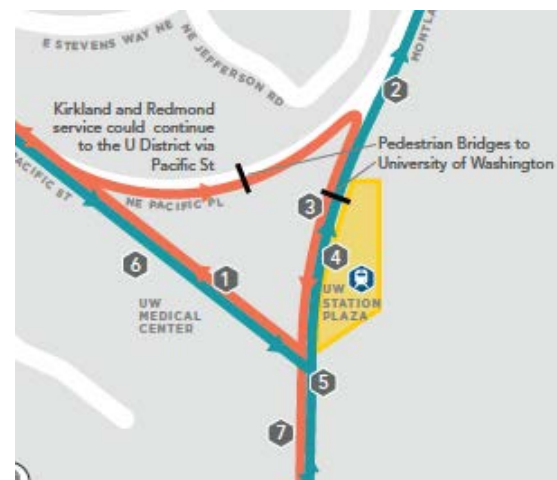 E STEVENS WAY NE
NE JEFFERSON RD
MONTLA
2
Kirkland and Redmond
service could continue
to the U District via
Pacific St
Pedestrian Bridges to
University of Washington
PACIFIC ST
NE PACIFIC PL
3
4
6
1
UW
MEDICAL
CENTER
UW
STATION
PLAZA
5
7